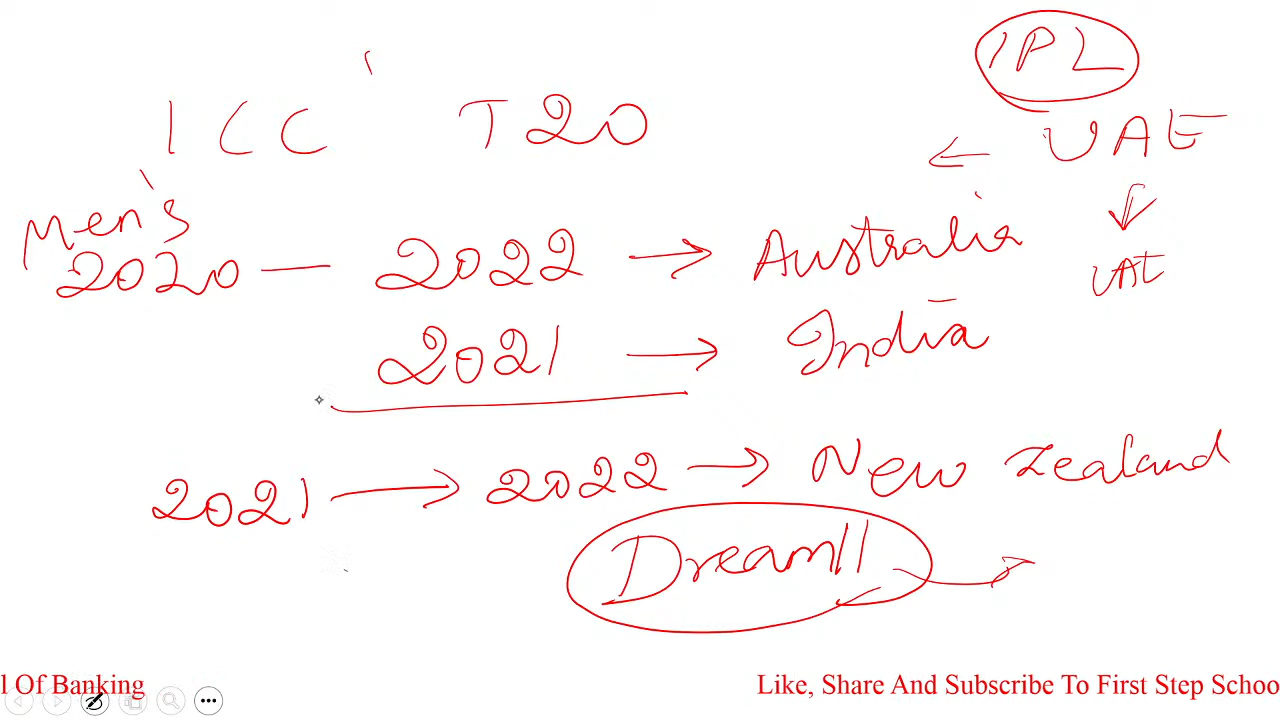 IPL
ICC T20 UAE
Men's
2020 — 2022 → Australia
UAE
2021 → India
2021 → 2022 → New Zealand
Dream11
l Of Banking
Like, Share And Subscribe To First Step Schoo